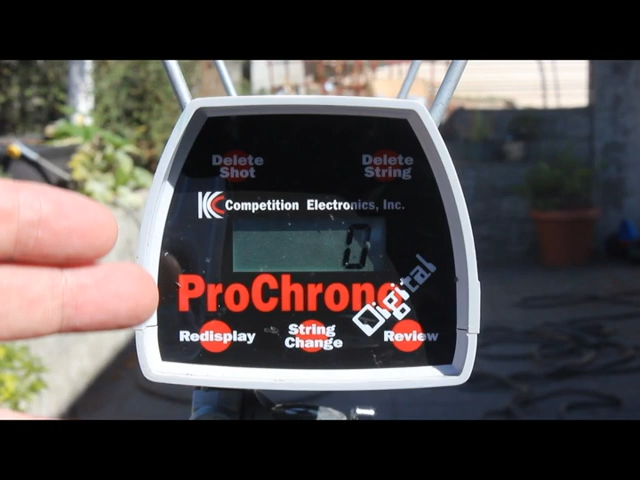 Delete Shot
Delete String
Competition Electronics, Inc.
0
ProChrono
Digital
Redisplay
String Change
Review